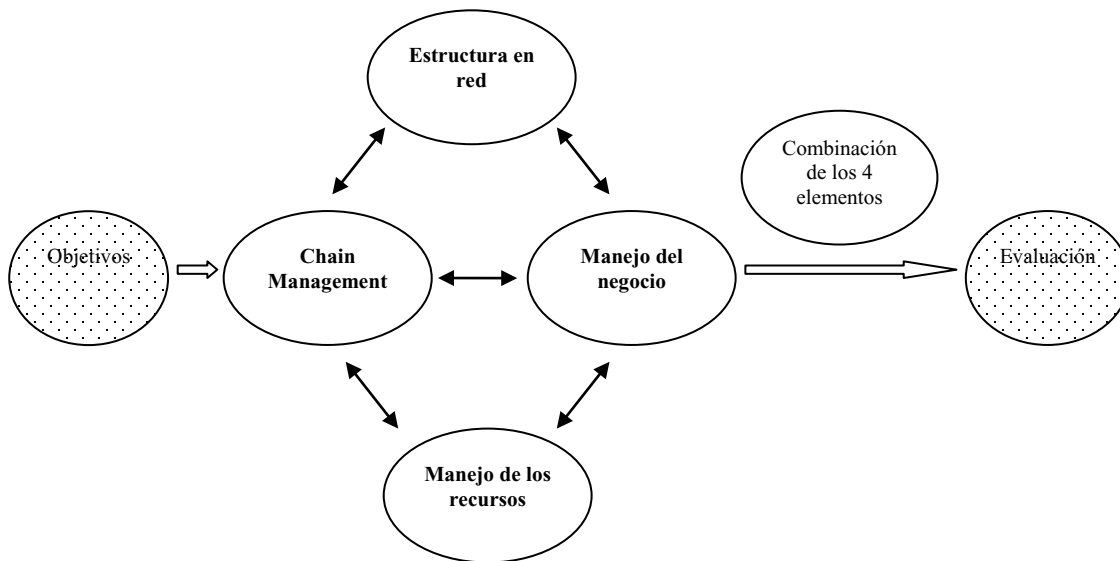 Estructura en
red
Combinación
de los 4
elementos
Objetivos
Chain
Management
Manejo del
negocio
Evaluación
Manejo de los
recursos